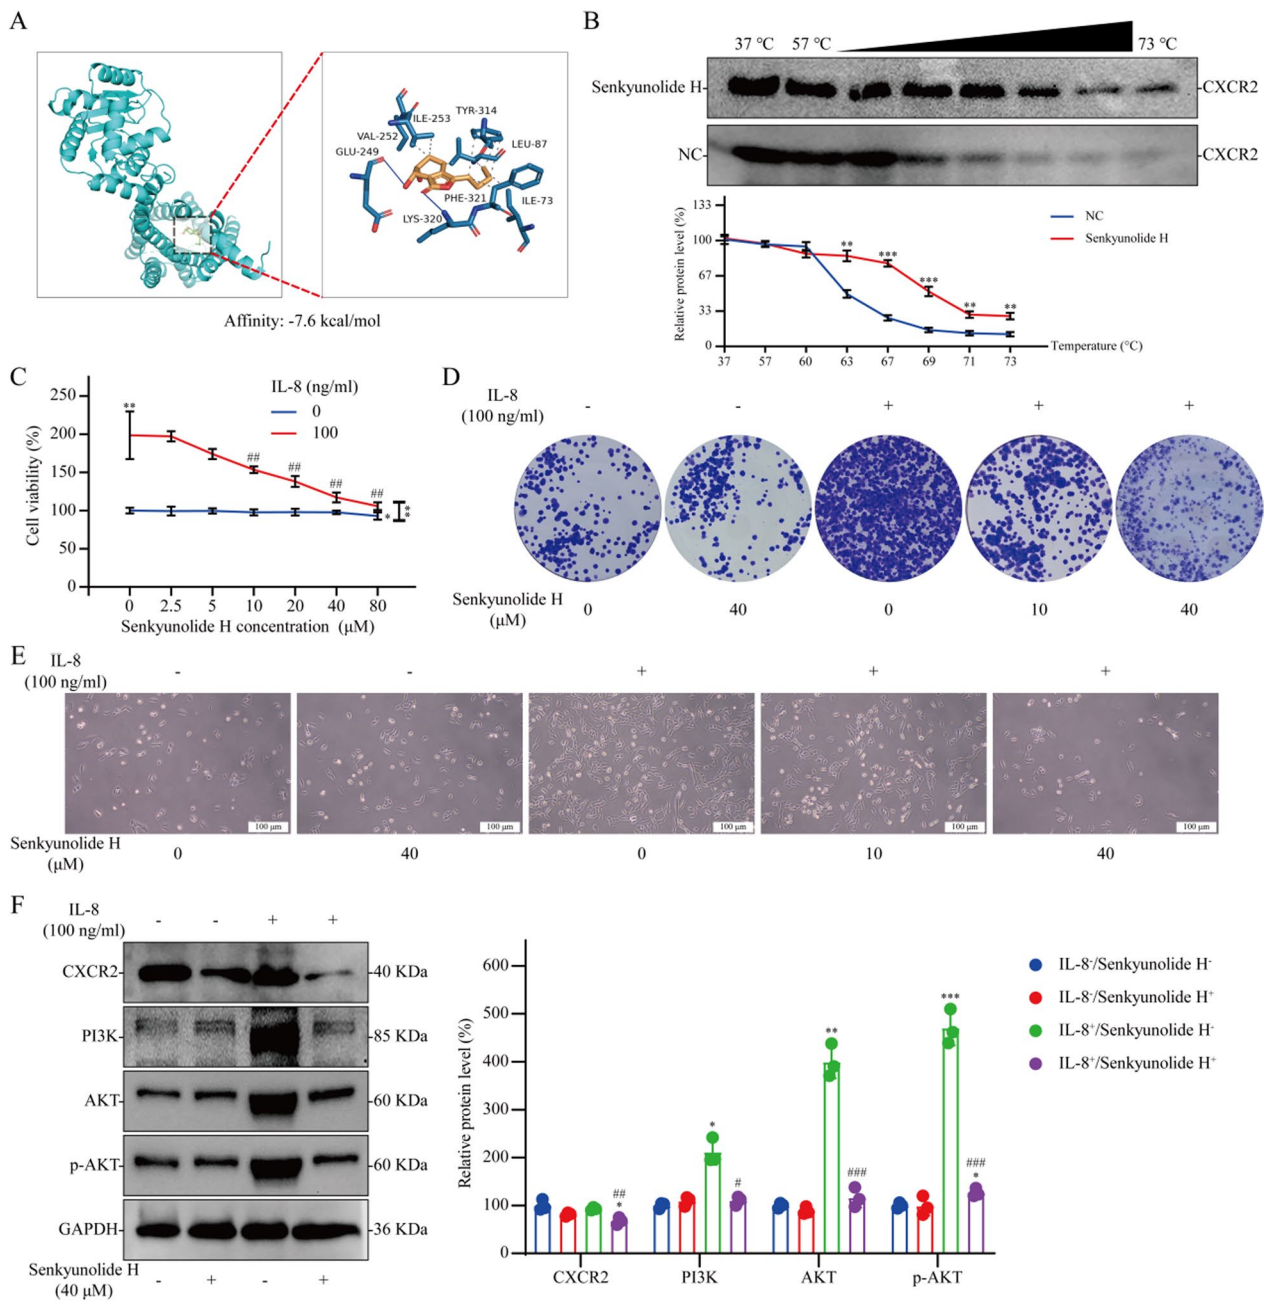 A
VAL-252
ILE-253
TYR-314
GLU-249
LEU-87
PHE-321
LYS-320
ILE-73
Affinity: -7.6 kcal/mol
B
37 °C 57 °C 73 °C
Senkyunolide H CXCR2
NC CXCR2
Relative protein level (%)
133
100
67
33
0
37 57 60 63 67 69 71 73
Temperature (°C)
NC
Senkyunolide H
** *** *** ** **
C
IL-8 (ng/ml)
0
100
Cell viability (%)
250
200
150
100
50
0
** ## ## ## ## * **
0 2.5 5 10 20 40 80
Senkyunolide H concentration (μM)
D
IL-8
(100 ng/ml)
- - + + +
Senkyunolide H
(μM)
0 40 0 10 40
E
IL-8
(100 ng/ml)
- - + + +
100 μm 100 μm 100 μm 100 μm 100 μm
Senkyunolide H
(μM)
0 40 0 10 40
F
IL-8
(100 ng/ml)
- - + +
CXCR2 40 KDa
PI3K 85 KDa
AKT 60 KDa
p-AKT 60 KDa
GAPDH 36 KDa
Senkyunolide H
(40 μM)
- + - +
Relative protein level (%)
600
500
400
300
200
100
0
## * * # ** ### *** ### *
CXCR2 PI3K AKT p-AKT
IL-8⁻/Senkyunolide H⁻
IL-8⁻/Senkyunolide H⁺
IL-8⁺/Senkyunolide H⁻
IL-8⁺/Senkyunolide H⁺